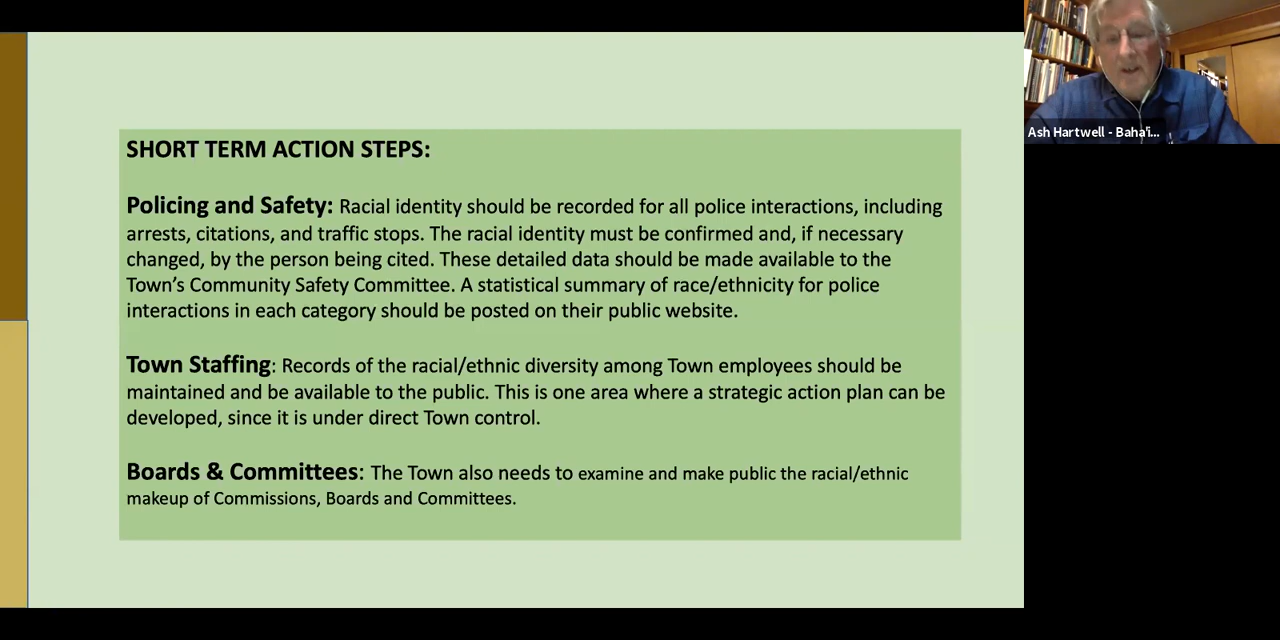 SHORT TERM ACTION STEPS:
Policing and Safety: Racial identity should be recorded for all police interactions, including
arrests, citations, and traffic stops. The racial identity must be confirmed and, if necessary
changed, by the person being cited. These detailed data should be made available to the
Town’s Community Safety Committee. A statistical summary of race/ethnicity for police
interactions in each category should be posted on their public website.
Town Staffing: Records of the racial/ethnic diversity among Town employees should be
maintained and be available to the public. This is one area where a strategic action plan can be
developed, since it is under direct Town control.
Boards & Committees: The Town also needs to examine and make public the racial/ethnic
makeup of Commissions, Boards and Committees.
Ash Hartwell - Baha'i...